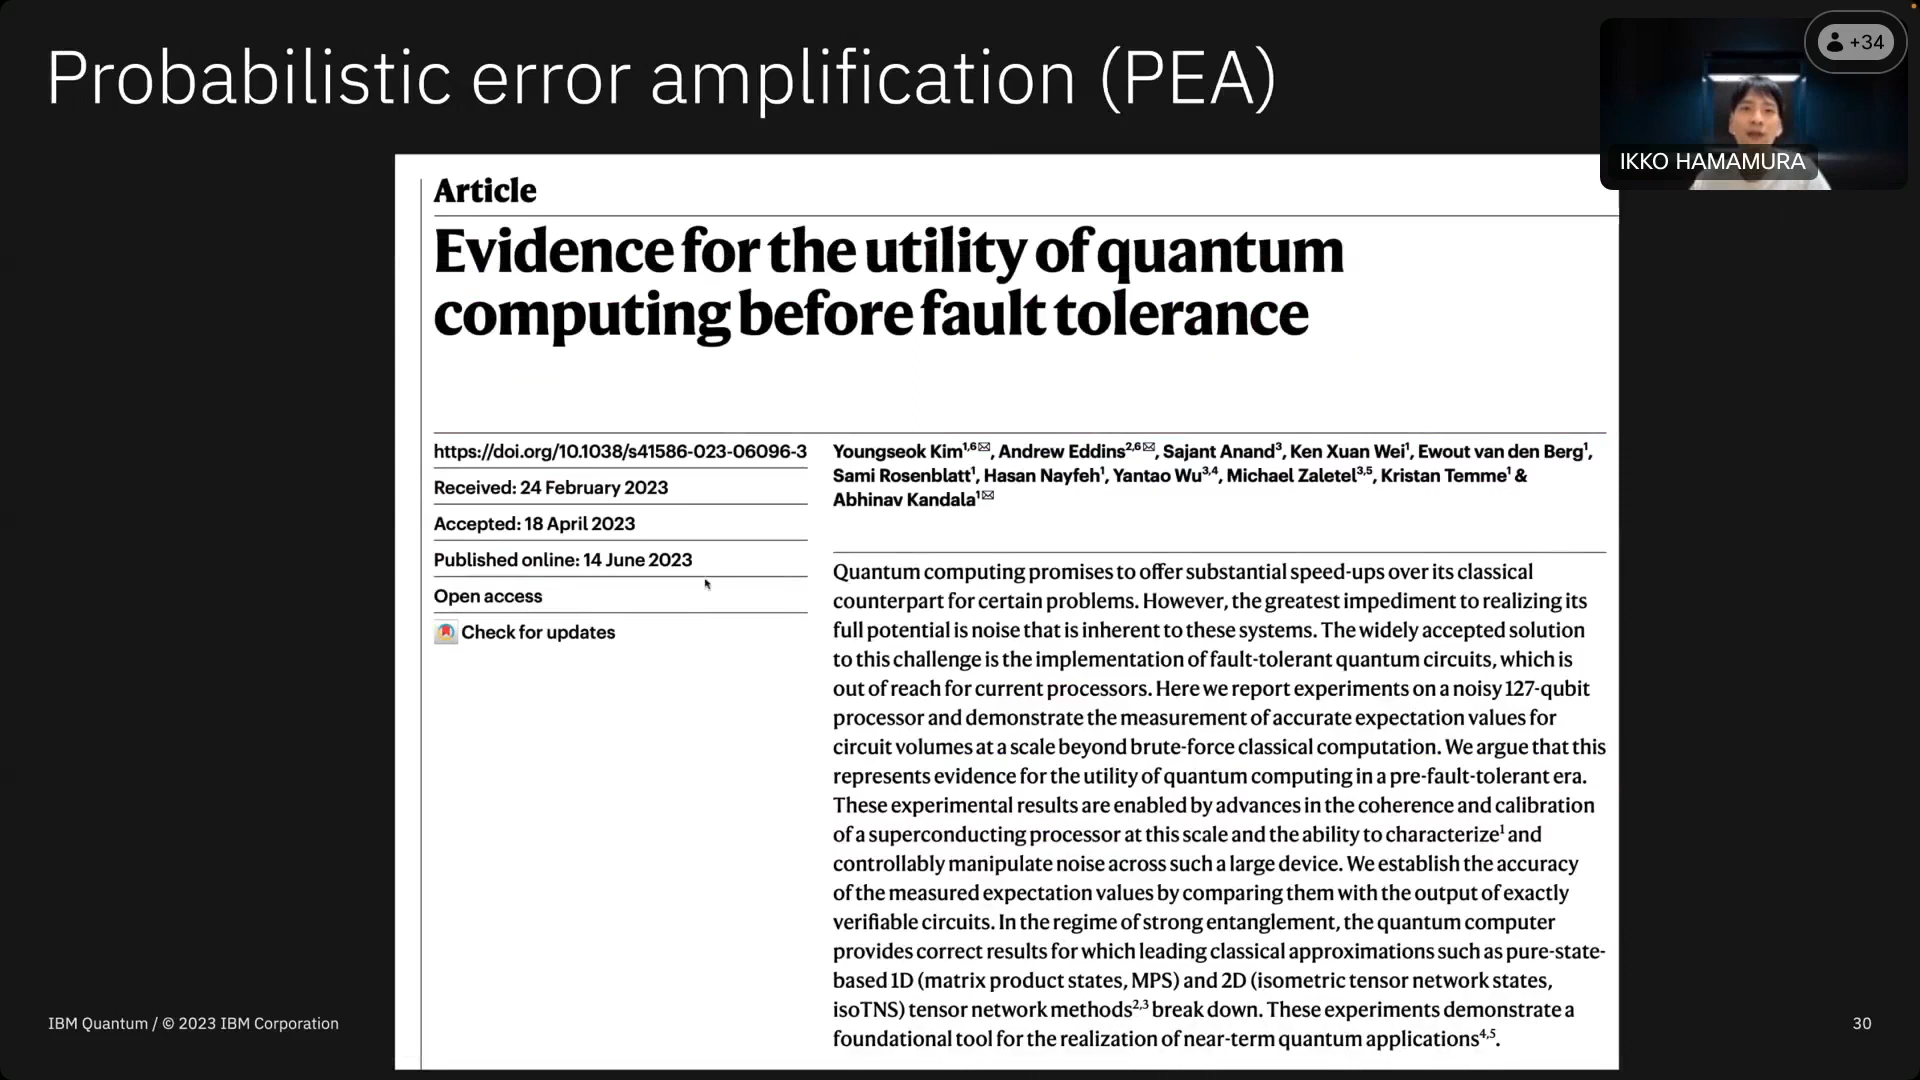 Probabilistic error amplification (PEA)
+34
IKKO HAMAMURA
Article
Evidence for the utility of quantum
computing before fault tolerance
https://doi.org/10.1038/s41586-023-06096-3
Received: 24 February 2023
Accepted: 18 April 2023
Published online: 14 June 2023
Open access
Check for updates
Youngseok Kim1,6✉, Andrew Eddins2,6✉, Sajant Anand3, Ken Xuan Wei1, Ewout van den Berg1,
Sami Rosenblatt1, Hasan Nayfeh1, Yantao Wu3,4, Michael Zaletel3,5, Kristan Temme1 &
Abhinav Kandala1✉
Quantum computing promises to offer substantial speed-ups over its classical
counterpart for certain problems. However, the greatest impediment to realizing its
full potential is noise that is inherent to these systems. The widely accepted solution
to this challenge is the implementation of fault-tolerant quantum circuits, which is
out of reach for current processors. Here we report experiments on a noisy 127-qubit
processor and demonstrate the measurement of accurate expectation values for
circuit volumes at a scale beyond brute-force classical computation. We argue that this
represents evidence for the utility of quantum computing in a pre-fault-tolerant era.
These experimental results are enabled by advances in the coherence and calibration
of a superconducting processor at this scale and the ability to characterize1 and
controllably manipulate noise across such a large device. We establish the accuracy
of the measured expectation values by comparing them with the output of exactly
verifiable circuits. In the regime of strong entanglement, the quantum computer
provides correct results for which leading classical approximations such as pure-state-
based 1D (matrix product states, MPS) and 2D (isometric tensor network states,
isoTNS) tensor network methods2,3 break down. These experiments demonstrate a
foundational tool for the realization of near-term quantum applications4,5.
IBM Quantum / © 2023 IBM Corporation
30